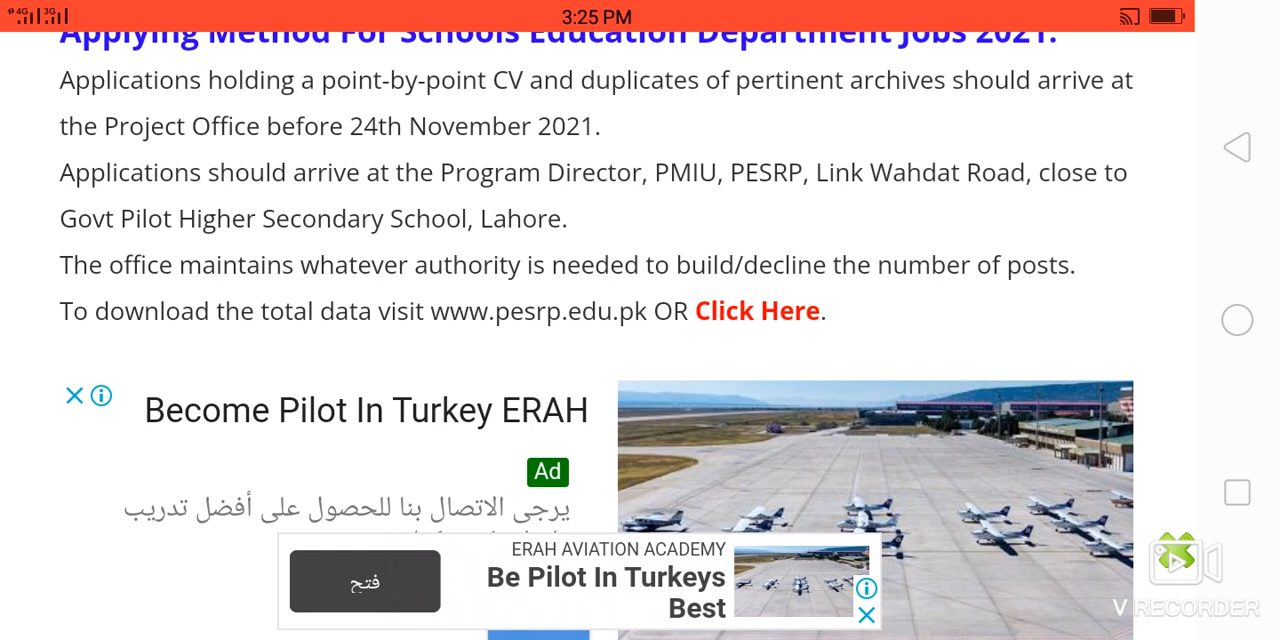 4G 3G 3:25 PM
Applying Method For Schools Education Department Jobs 2021:
Applications holding a point-by-point CV and duplicates of pertinent archives should arrive at
the Project Office before 24th November 2021.
Applications should arrive at the Program Director, PMIU, PESRP, Link Wahdat Road, close to
Govt Pilot Higher Secondary School, Lahore.
The office maintains whatever authority is needed to build/decline the number of posts.
To download the total data visit www.pesrp.edu.pk OR Click Here.
Become Pilot In Turkey ERAH
Ad
يرجى الاتصال بنا للحصول على أفضل تدريب
ERAH AVIATION ACADEMY
Be Pilot In Turkeys
Best
فتح
V RECORDER